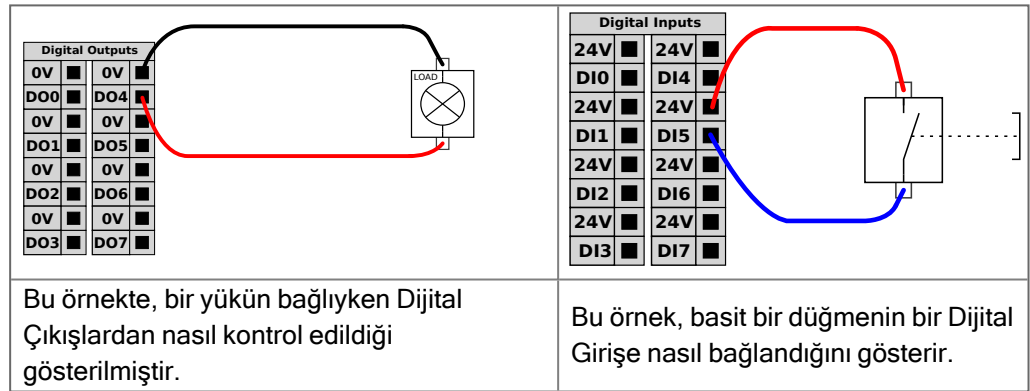 Digital Outputs
0V 0V
DO0 DO4
0V 0V
DO1 DO5
0V 0V
DO2 DO6
0V 0V
DO3 DO7
LOAD
Digital Inputs
24V 24V
DI0 DI4
24V 24V
DI1 DI5
24V 24V
DI2 DI6
24V 24V
DI3 DI7
Bu örnekte, bir yükün bağlıyken Dijital
Çıkışlardan nasıl kontrol edildiği
gösterilmiştir.
Bu örnek, basit bir düğmenin bir Dijital
Girişe nasıl bağlandığını gösterir.